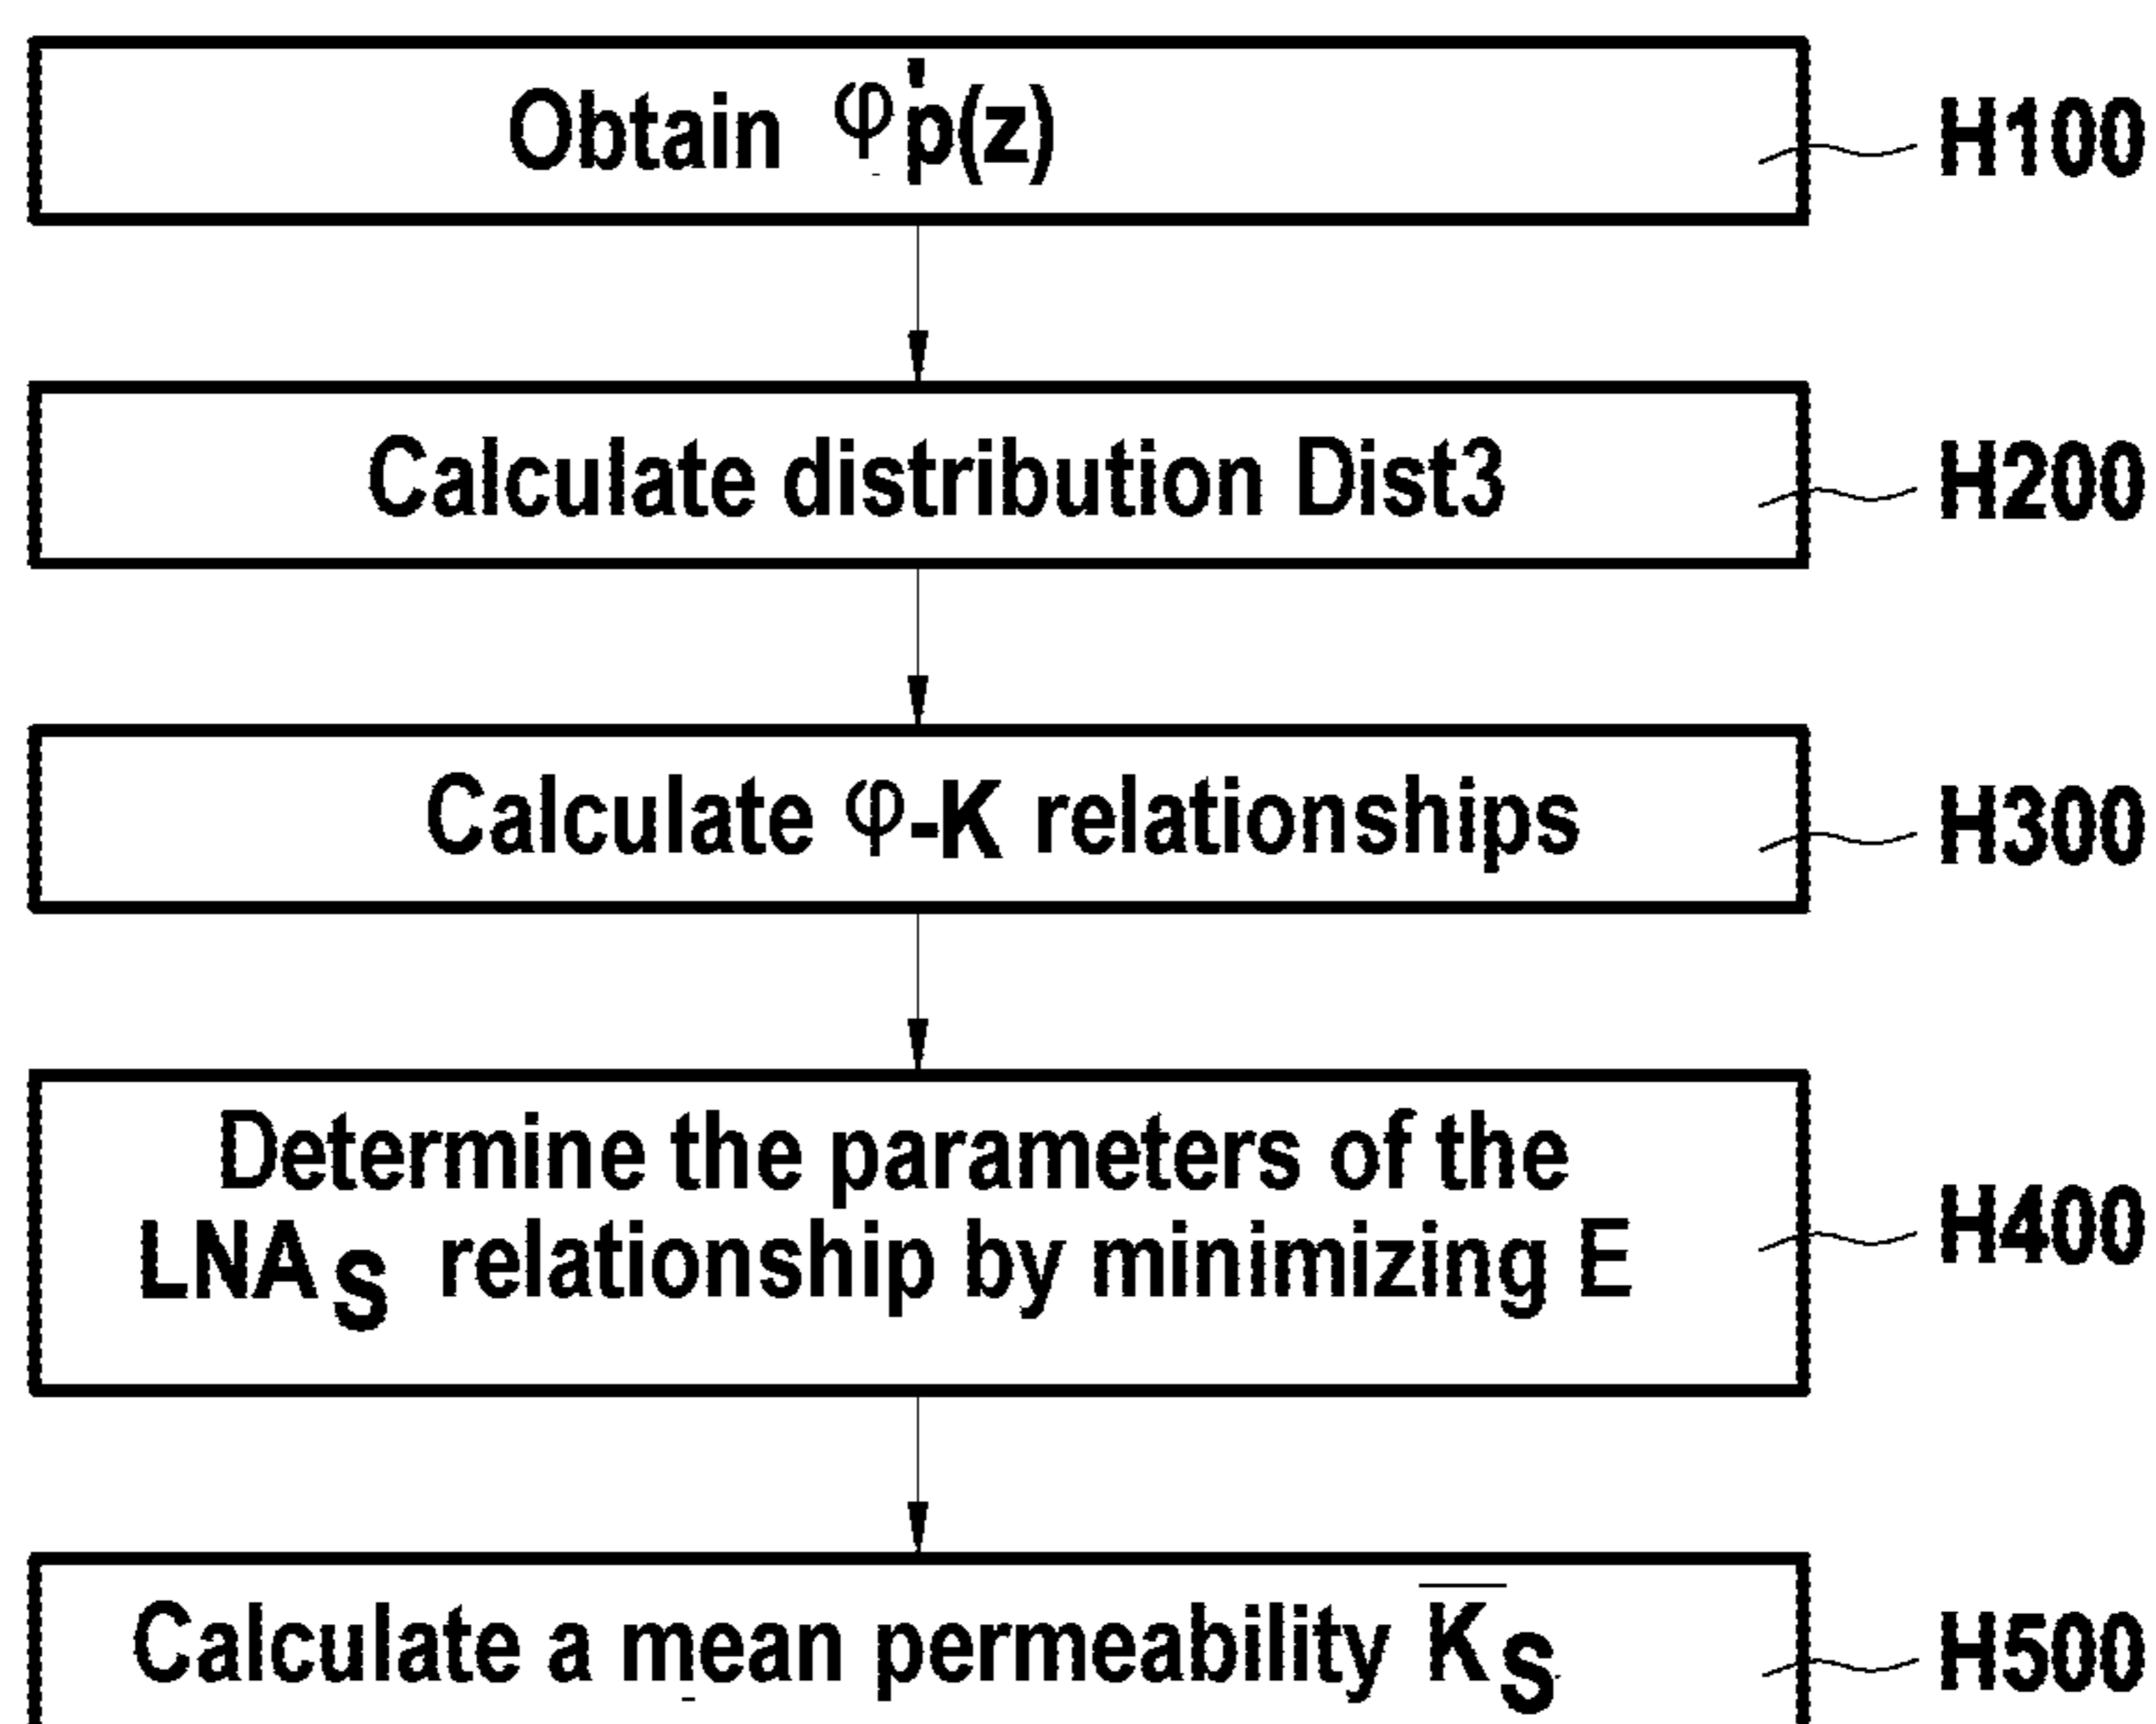 Obtain φ'p(z)
H100
Calculate distribution Dist3
H200
Calculate φ-K relationships
H300
Determine the parameters of the
LNAS relationship by minimizing E
H400
Calculate a mean permeability K̅S
H500